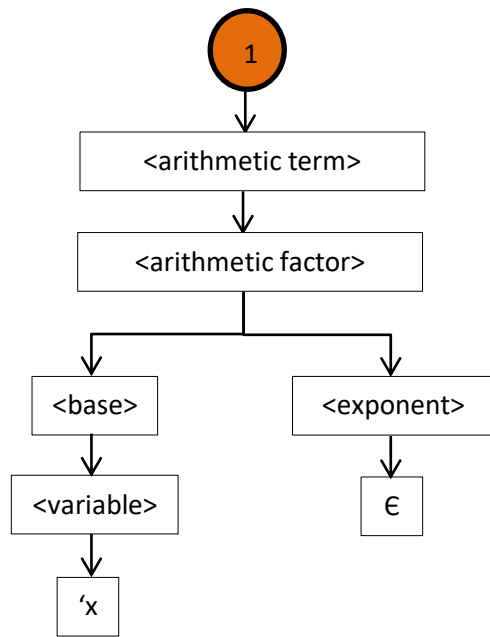 1
<arithmetic term>
<arithmetic factor>
<base>
<exponent>
<variable>
Є
‘x